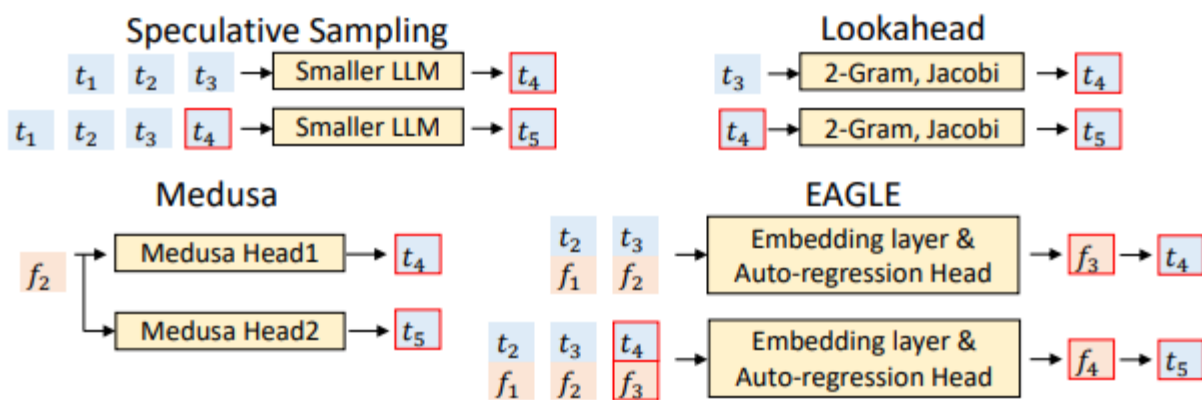 Speculative Sampling
t₁ t₂ t₃ Smaller LLM t₄
t₁ t₂ t₃ t₄ Smaller LLM t₅
Lookahead
t₃ 2-Gram, Jacobi t₄
t₄ 2-Gram, Jacobi t₅
Medusa
f₂
Medusa Head1 t₄
Medusa Head2 t₅
EAGLE
t₂ t₃
f₁ f₂
Embedding layer &
Auto-regression Head
f₃ t₄
t₂ t₃ t₄
f₁ f₂ f₃
Embedding layer &
Auto-regression Head
f₄ t₅